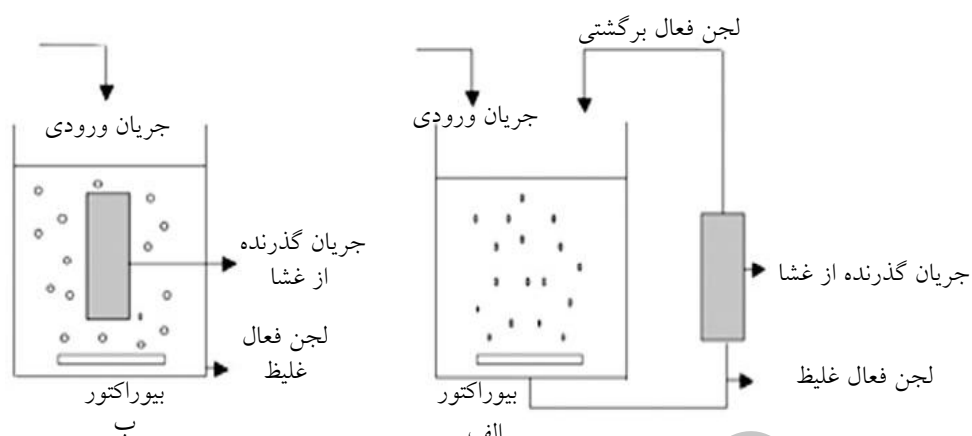 لجن فعال برگشتی
جریان ورودی
جریان گذرنده از غشا
لجن فعال غلیظ
بیوراکتور
الف
جریان ورودی
جریان گذرنده
از غشا
لجن فعال
غلیظ
بیوراکتور
ب